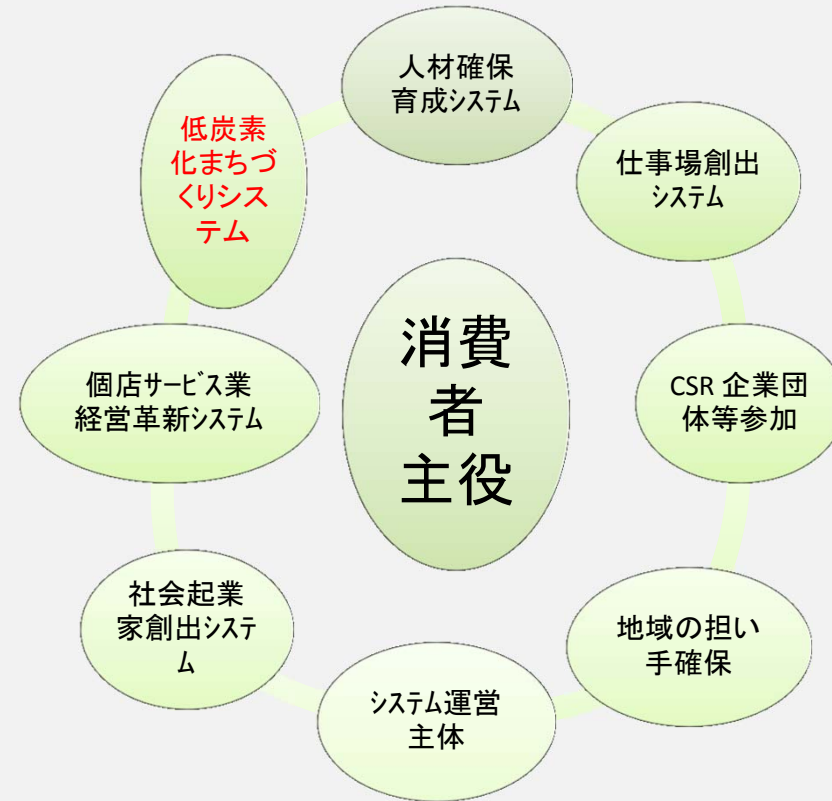 人材確保
育成ｼｽﾃﾑ
低炭素
化まちづ
くりシス
テム
仕事場創出
ｼｽﾃﾑ
消費
者
主役
個店ｻｰﾋﾞｽ業
経営革新ｼｽﾃﾑ
CSR 企業団
体等参加
社会起業
家創出ｼｽﾃ
ﾑ
地域の担い
手確保
ｼｽﾃﾑ運営
主体